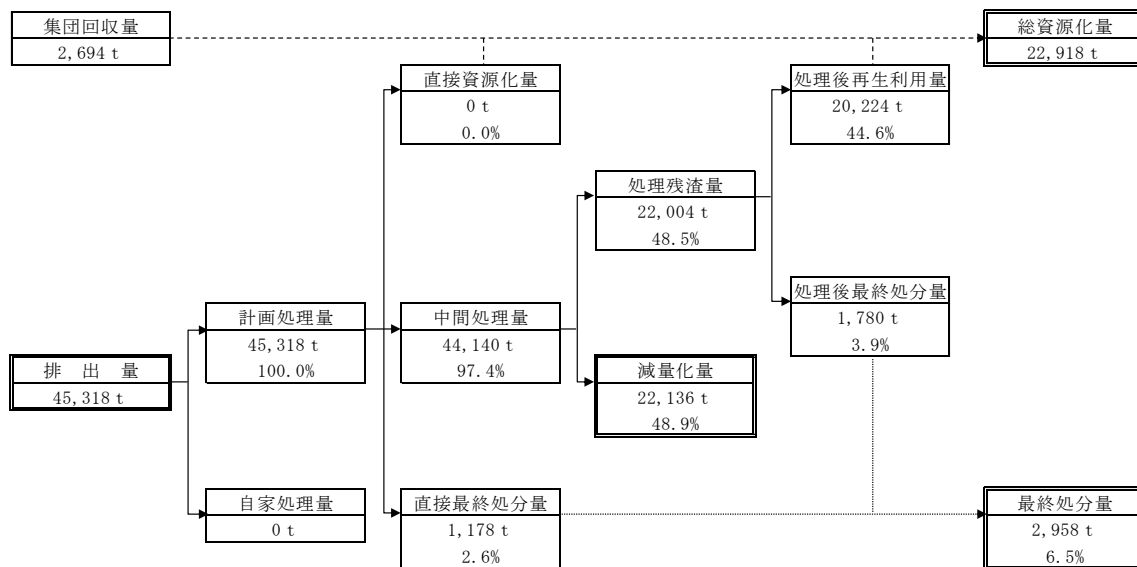 集団回収量
2,694 t
総資源化量
22,918 t
直接資源化量
0 t
0.0%
処理後再生利用量
20,224 t
44.6%
処理残渣量
22,004 t
48.5%
処理後最終処分量
1,780 t
3.9%
計画処理量
45,318 t
100.0%
中間処理量
44,140 t
97.4%
排 出 量
45,318 t
減量化量
22,136 t
48.9%
自家処理量
0 t
直接最終処分量
1,178 t
2.6%
最終処分量
2,958 t
6.5%